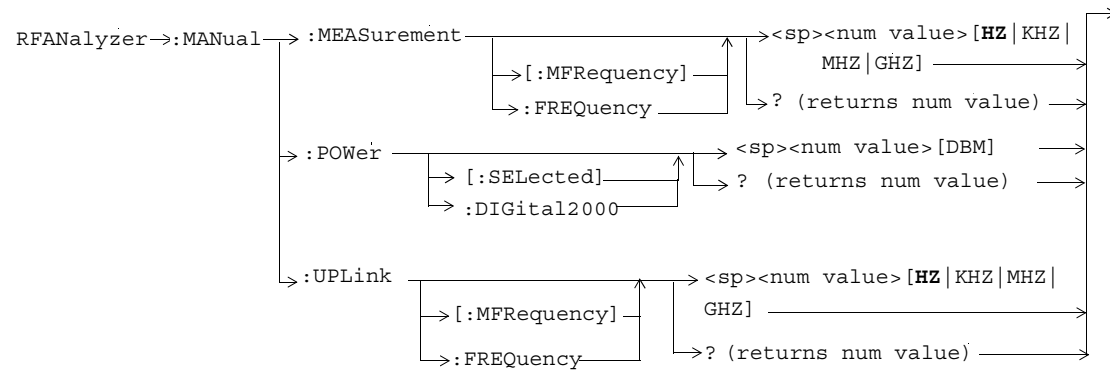 RFANalyzer :MANual :MEASurement <sp><num value>[HZ|KHZ|
[:MFRequency] MHZ|GHZ]
:FREQuency ? (returns num value)
:POWer <sp><num value>[DBM]
[:SELected] ? (returns num value)
:DIGital2000
:UPLink <sp><num value>[HZ|KHZ|MHZ|
[:MFRequency] GHZ]
:FREQuency ? (returns num value)